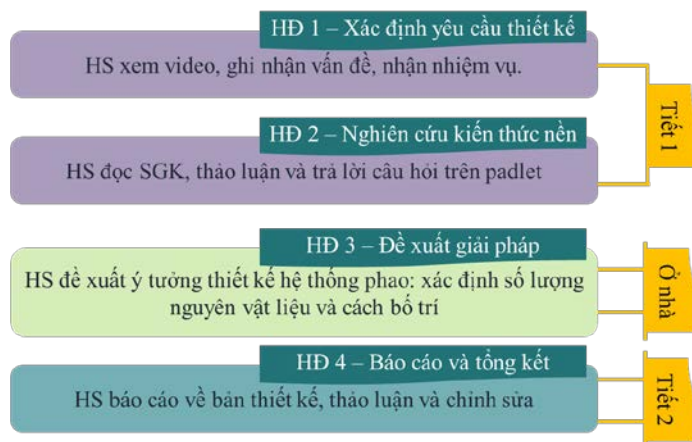 HĐ 1 – Xác định yêu cầu thiết kế
HS xem video, ghi nhận vấn đề, nhận nhiệm vụ.
Tiết 1
HĐ 2 – Nghiên cứu kiến thức nền
HS đọc SGK, thảo luận và trả lời câu hỏi trên padlet
HĐ 3 – Đề xuất giải pháp
HS đề xuất ý tưởng thiết kế hệ thống phao: xác định số lượng
nguyên vật liệu và cách bố trí
Ở nhà
HĐ 4 – Báo cáo và tổng kết
HS báo cáo về bản thiết kế, thảo luận và chỉnh sửa
Tiết 2